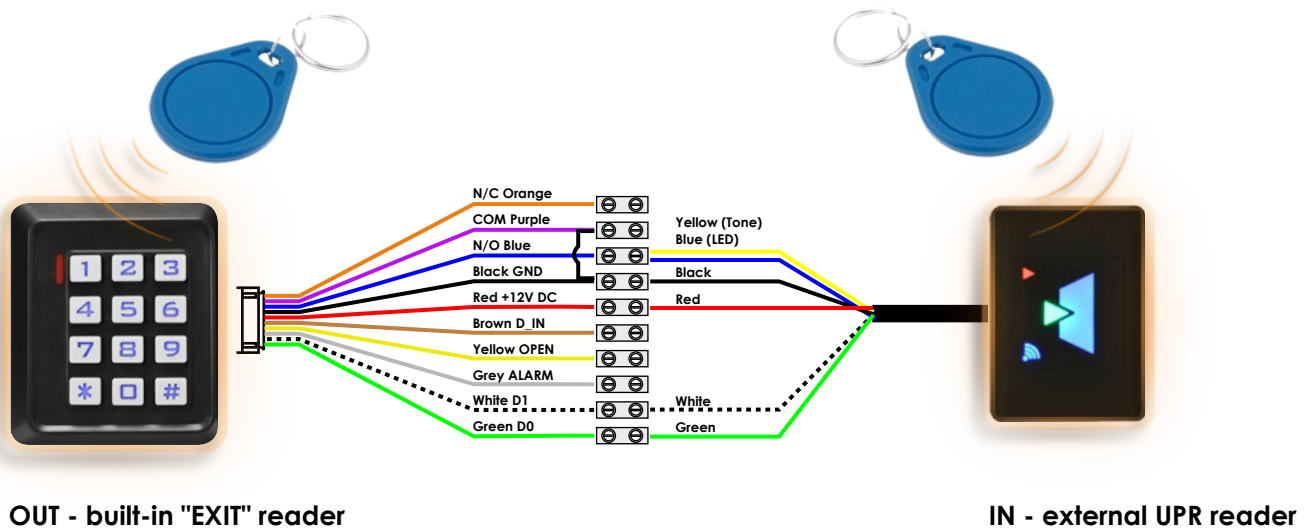 1 2 3
4 5 6
7 8 9
* 0 #
N/C Orange
COM Purple
N/O Blue
Black GND
Red +12V DC
Brown D_IN
Yellow OPEN
Grey ALARM
White D1
Green D0
Yellow (Tone)
Blue (LED)
Black
Red
White
Green
OUT - built-in "EXIT" reader
IN - external UPR reader